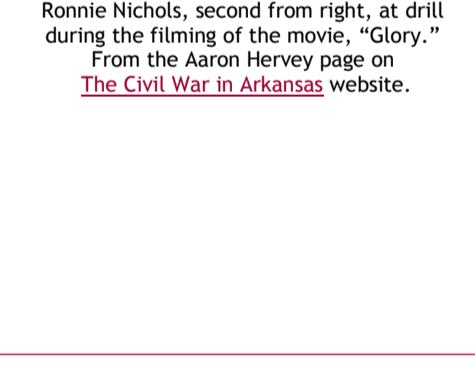 Ronnie Nichols, second from right, at drill
during the filming of the movie, “Glory.”
From the Aaron Hervey page on
The Civil War in Arkansas website.